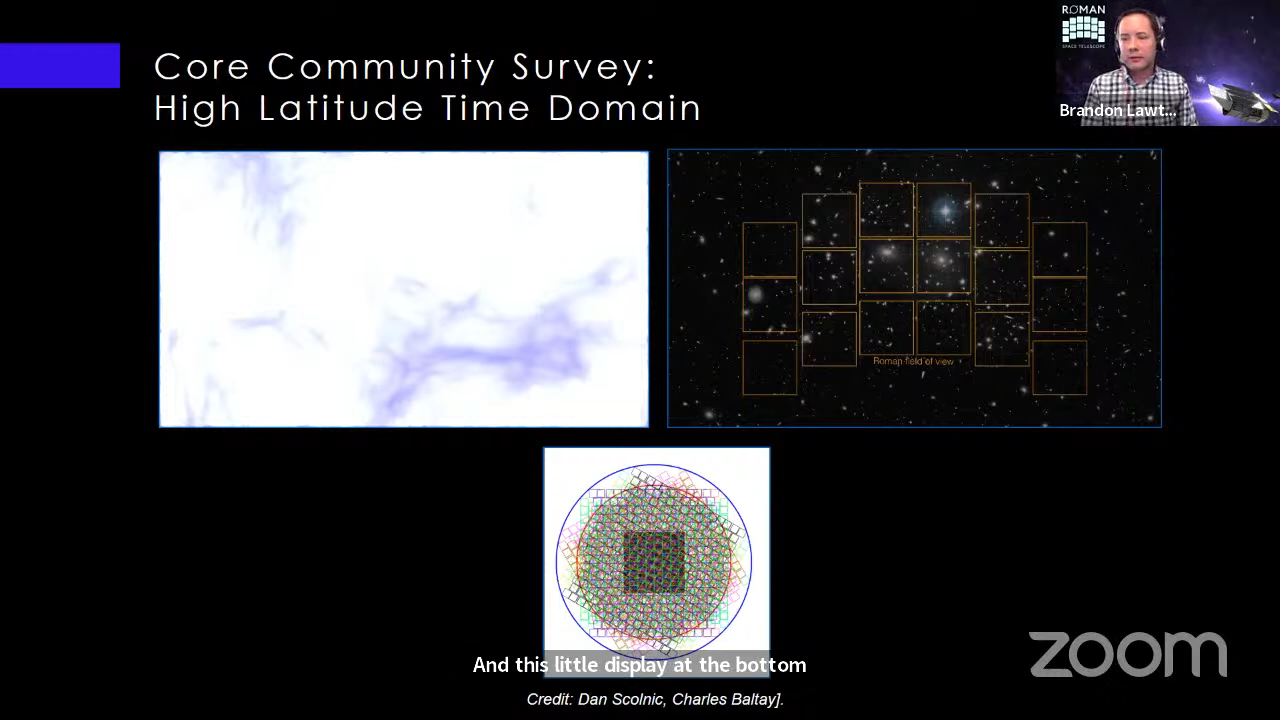 Core Community Survey:
High Latitude Time Domain
ROMAN
SPACE TELESCOPE
Brandon Lawt...
Roman field of view
And this little display at the bottom
Credit: Dan Scolnic, Charles Baltay].
zoom